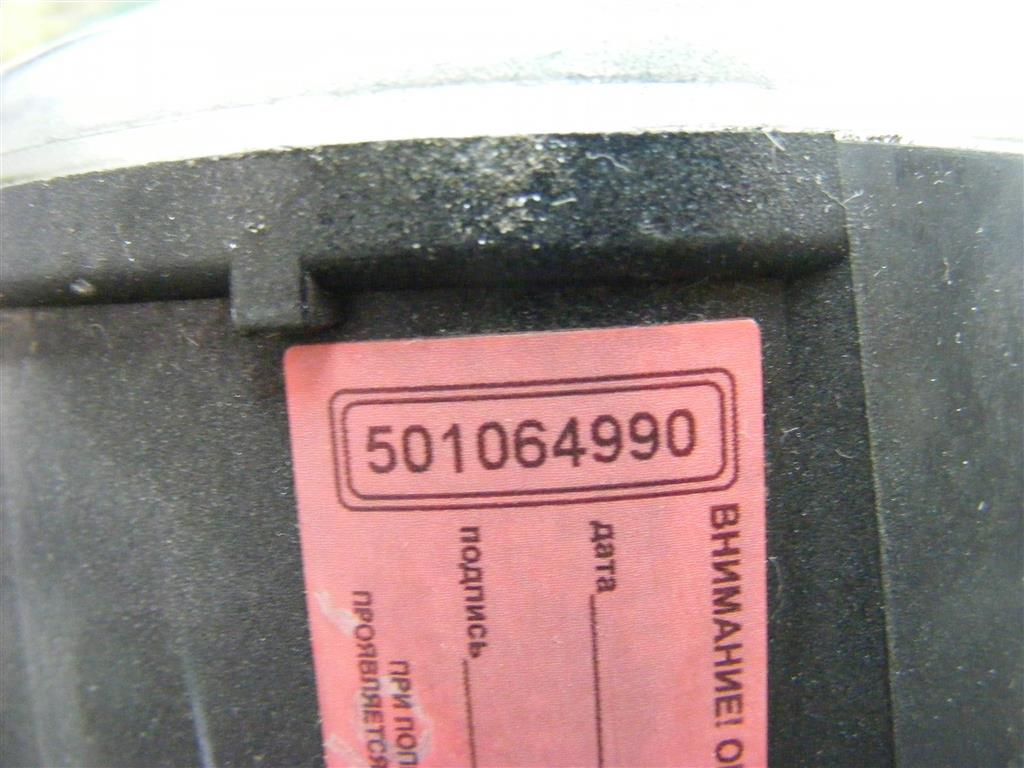 501064990
ВНИМАНИЕ!
дата
подпись
ПРИ
ПРОЯВЛЯЕТСЯ